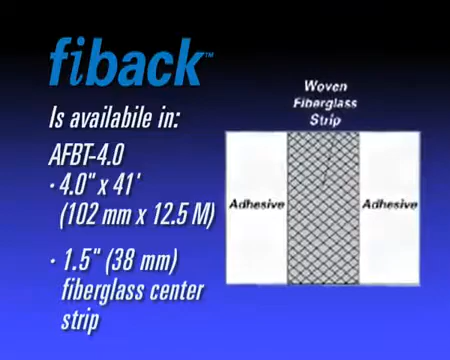 fiback™
Is availabile in:
AFBT-4.0
· 4.0" x 41'
(102 mm x 12.5 M)
· 1.5" (38 mm)
fiberglass center
strip
Woven
Fiberglass
Strip
Adhesive
Adhesive